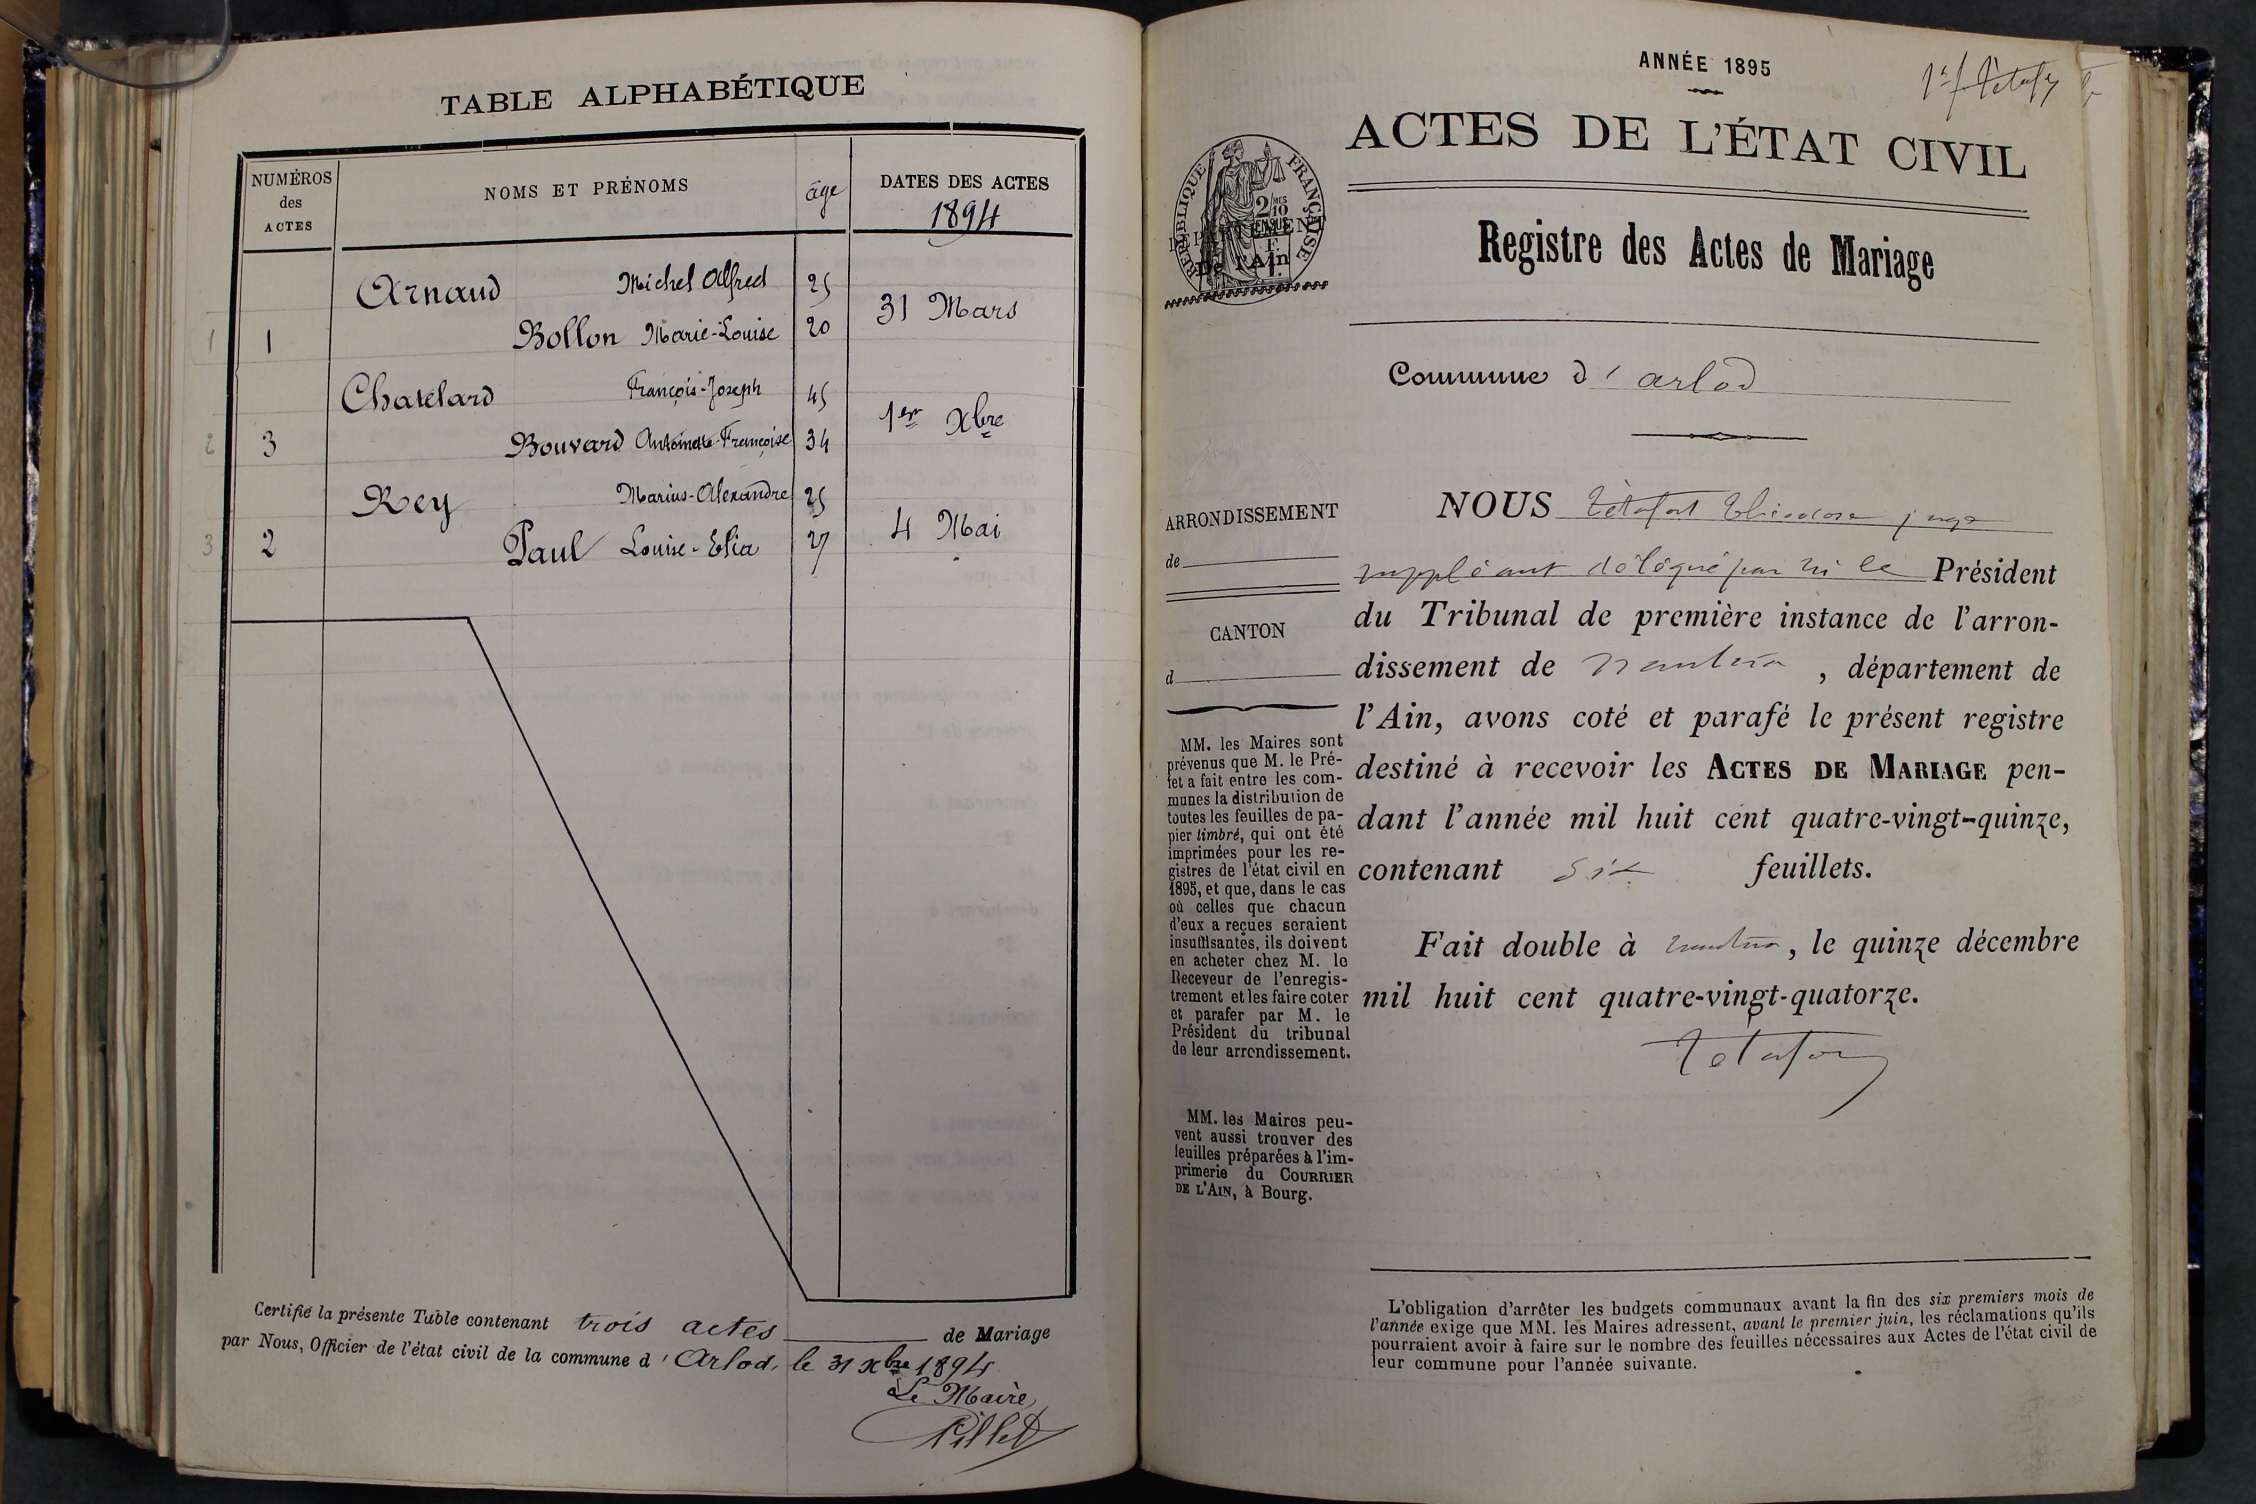 TABLE ALPHABÉTIQUE
NUMÉROS des ACTES
NOMS ET PRÉNOMS
âge
DATES DES ACTES
1894
Arnaud Michel Alfred 25
1 1 Bollon Marie-Louise 20 31 Mars
Chatelard François-Joseph 45
2 3 Bouvard Antoinette-Françoise 34 1er Xbre
Rey Marius-Alexandre 25
3 2 Paul Louise-Elia 27 4 Mai
Certifié la présente Table contenant trois actes de Mariage
par Nous, Officier de l'état civil de la commune d'Arlod, le 31 Xbre 1894
Le Maire,
Pillet
ANNÉE 1895
ACTES DE L'ÉTAT CIVIL
RÉPUBLIQUE FRANÇAISE
2/10
DÉPARTEMENT
De l'Ain
Registre des Actes de Mariage
Commune d'arlod
ARRONDISSEMENT
de
CANTON
d
MM. les Maires sont
prévenus que M. le Pré-
fet a fait entre les com-
munes la distribution de
toutes les feuilles de pa-
pier timbré, qui ont été
imprimées pour les re-
gistres de l'état civil en
1895, et que, dans le cas
où celles que chacun
d'eux a reçues seraient
insuffisantes, ils doivent
en acheter chez M. le
Receveur de l'enregis-
trement et les faire coter
et parafer par M. le
Président du tribunal
de leur arrondissement.
MM. les Maires peu-
vent aussi trouver des
feuilles préparées à l'im-
primerie du COURRIER
DE L'AIN, à Bourg.
NOUS Tétafort Théodore juge
suppléant délégué par Mr le Président
du Tribunal de première instance de l'arron-
dissement de nantua, département de
l'Ain, avons coté et parafé le présent registre
destiné à recevoir les ACTES DE MARIAGE pen-
dant l'année mil huit cent quatre-vingt-quinze,
contenant six feuillets.
Fait double à nantua, le quinze décembre
mil huit cent quatre-vingt-quatorze.
Tétafort
L'obligation d'arrêter les budgets communaux avant la fin des six premiers mois de
l'année exige que MM. les Maires adressent, avant le premier juin, les réclamations qu'ils
pourraient avoir à faire sur le nombre des feuilles nécessaires aux Actes de l'état civil de
leur commune pour l'année suivante.